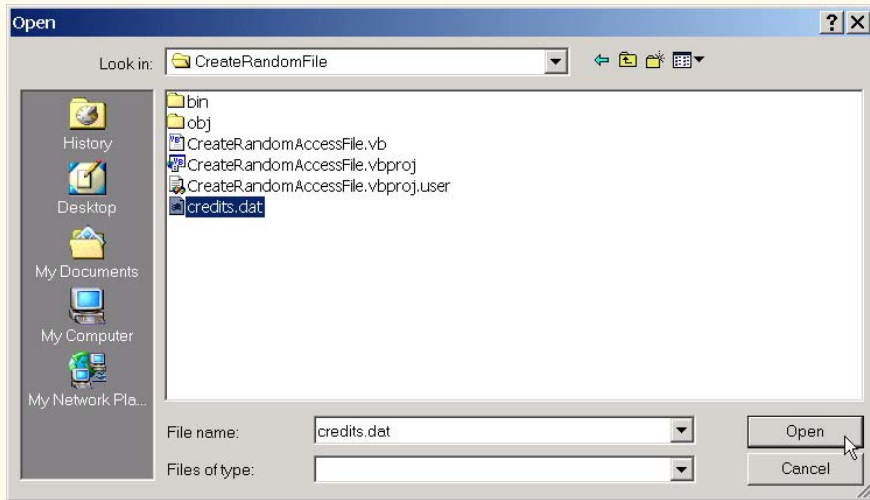 Open
Look in: CreateRandomFile
bin
obj
CreateRandomAccessFile.vb
CreateRandomAccessFile.vbproj
CreateRandomAccessFile.vbproj.user
credits.dat
History
Desktop
My Documents
My Computer
My Network Pla...
File name: credits.dat Open
Files of type: Cancel